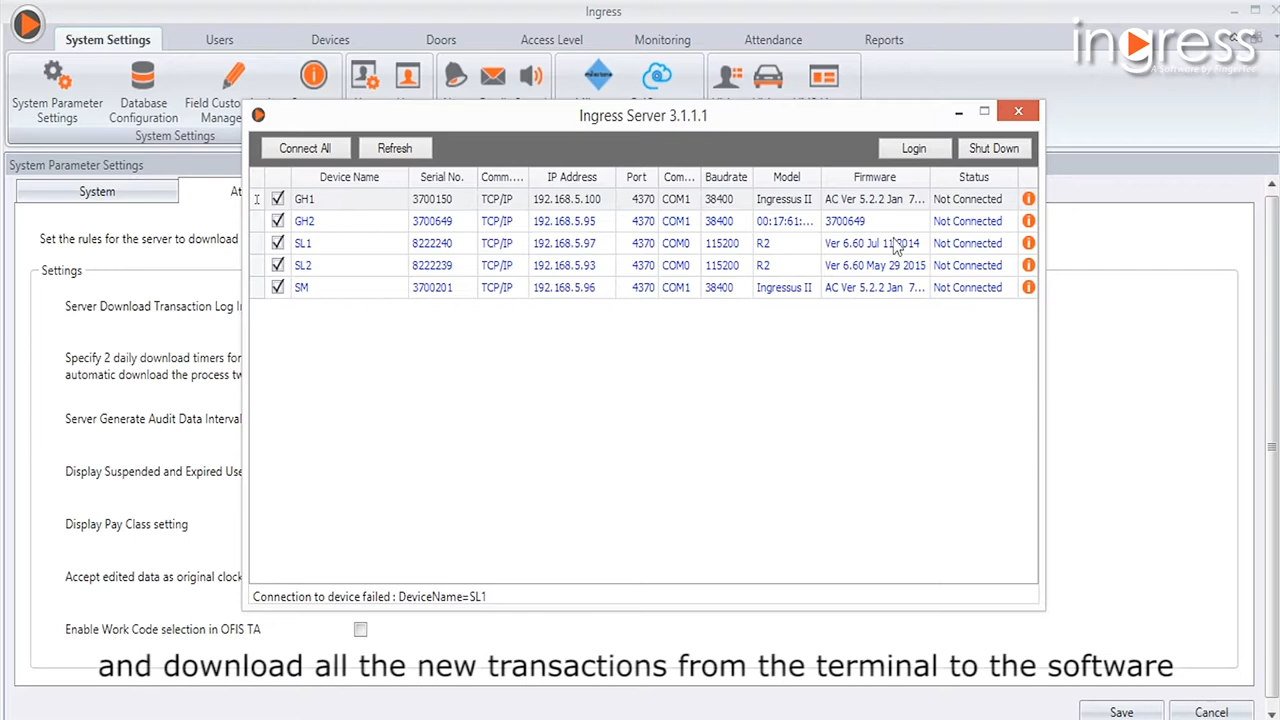 Ingress
System Settings Users Devices Doors Access Level Monitoring Attendance Reports
ingress
A Software by FingerTec
System Parameter Settings
Database Configuration
Field Custo
Manage
System Settings
Ingress Server 3.1.1.1
Connect All Refresh Login Shut Down
Device Name Serial No. Comm.... IP Address Port Com... Baudrate Model Firmware Status
GH1 3700150 TCP/IP 192.168.5.100 4370 COM1 38400 Ingressus II AC Ver 5.2.2 Jan 7... Not Connected
GH2 3700649 TCP/IP 192.168.5.95 4370 COM1 38400 00:17:61:... 3700649 Not Connected
SL1 8222240 TCP/IP 192.168.5.97 4370 COM0 115200 R2 Ver 6.60 Jul 11 2014 Not Connected
SL2 8222239 TCP/IP 192.168.5.93 4370 COM0 115200 R2 Ver 6.60 May 29 2015 Not Connected
SM 3700201 TCP/IP 192.168.5.96 4370 COM1 38400 Ingressus II AC Ver 5.2.2 Jan 7... Not Connected
Connection to device failed : DeviceName=SL1
System Parameter Settings
System At
Set the rules for the server to download
Settings
Server Download Transaction Log In
Specify 2 daily download timers for
automatic download the process tw
Server Generate Audit Data Interval
Display Suspended and Expired Use
Display Pay Class setting
Accept edited data as original clock
Enable Work Code selection in OFIS TA
and download all the new transactions from the terminal to the software
Save Cancel